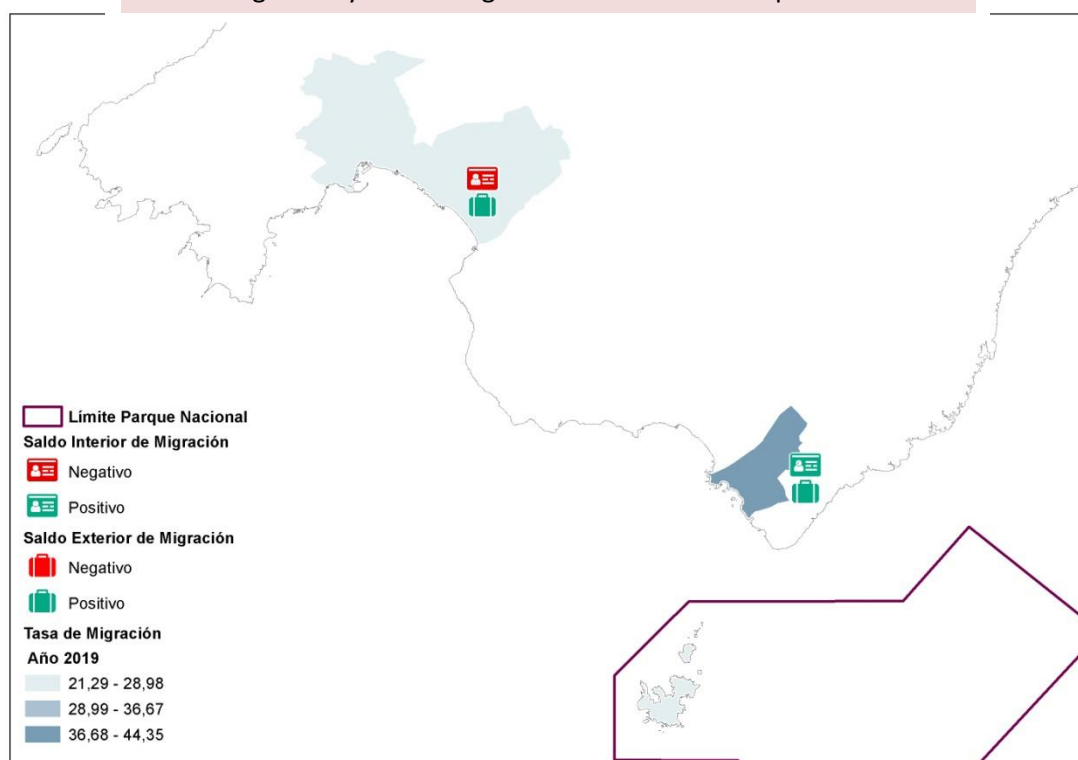 Límite Parque Nacional
Saldo Interior de Migración
Negativo
Positivo
Saldo Exterior de Migración
Negativo
Positivo
Tasa de Migración
Año 2019
21,29 - 28,98
28,99 - 36,67
36,68 - 44,35